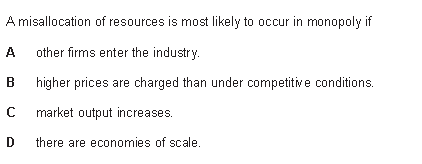 A misallocation of resources is most likely to occur in monopoly if
A other firms enter the industry.
B higher prices are charged than under competitive conditions.
C market output increases.
D there are economies of scale.